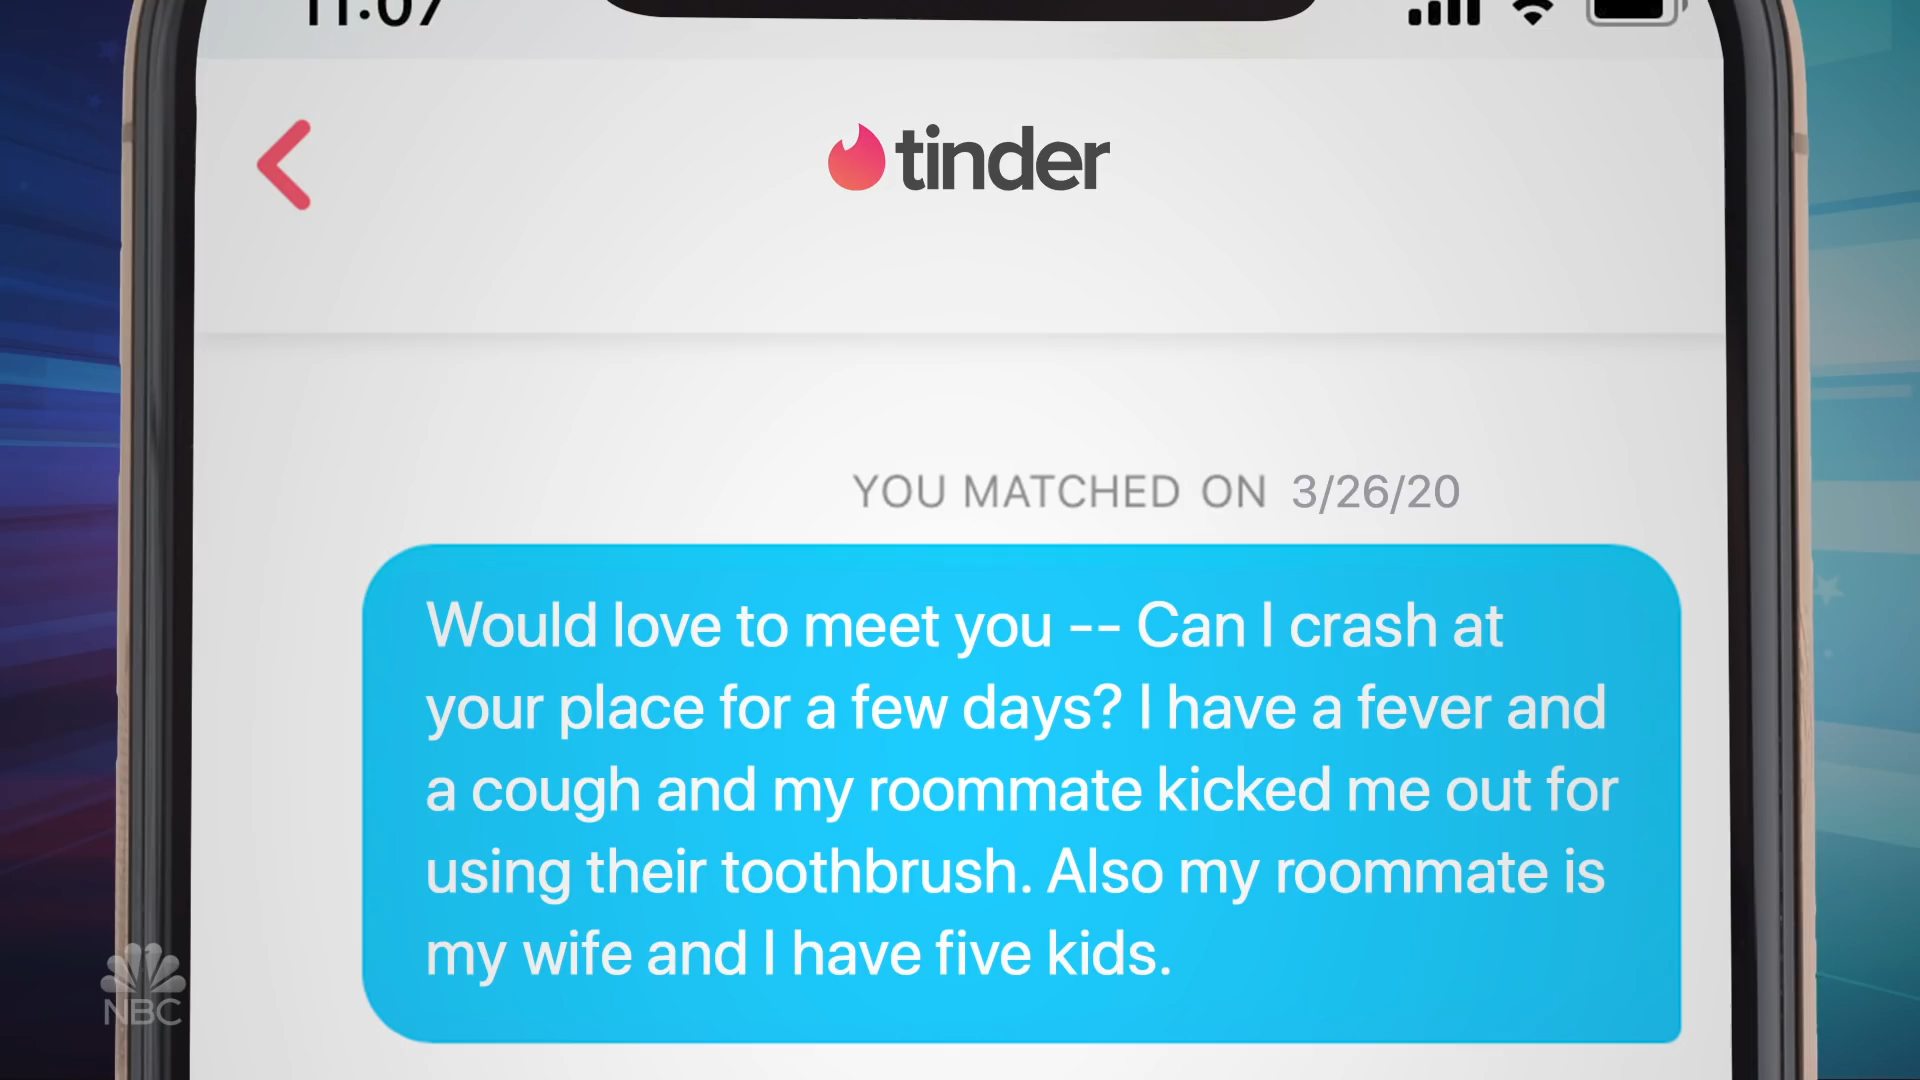 11:07
tinder
YOU MATCHED ON 3/26/20
Would love to meet you -- Can I crash at
your place for a few days? I have a fever and
a cough and my roommate kicked me out for
using their toothbrush. Also my roommate is
my wife and I have five kids.
NBC